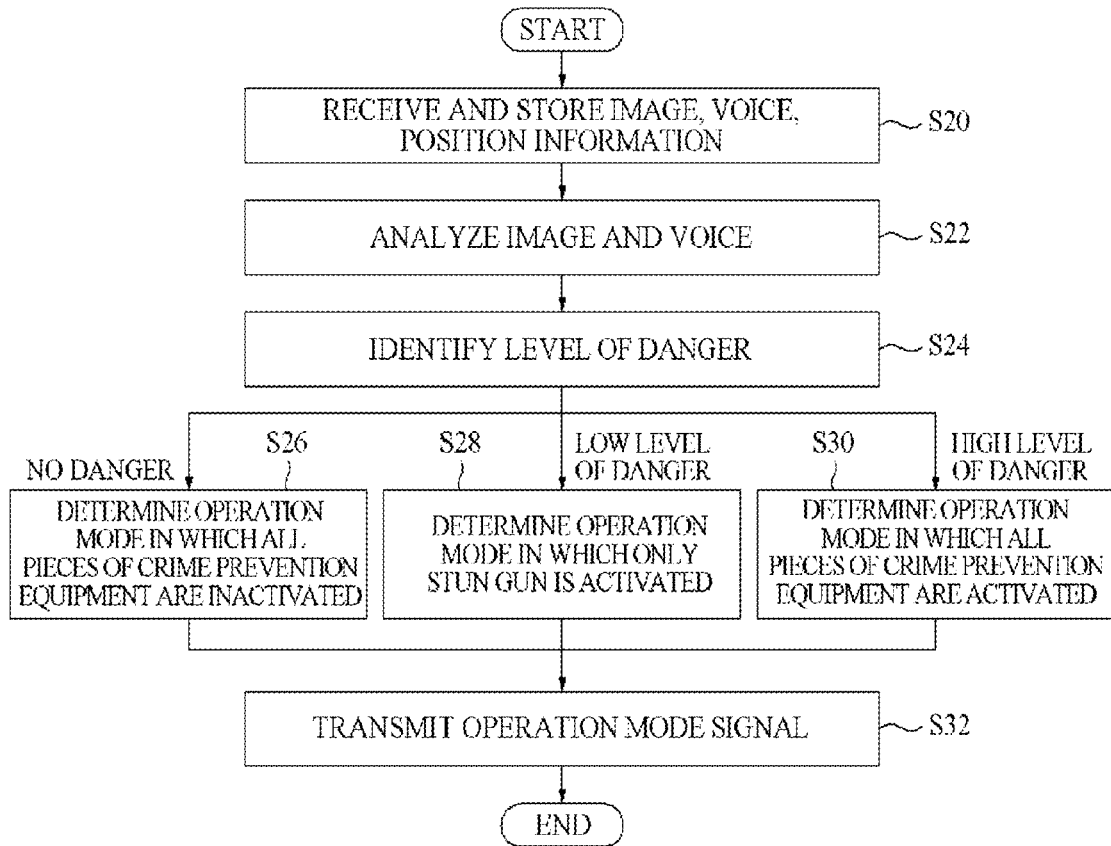 START
RECEIVE AND STORE IMAGE, VOICE,
POSITION INFORMATION
S20
ANALYZE IMAGE AND VOICE
S22
IDENTIFY LEVEL OF DANGER
S24
NO DANGER
S26
DETERMINE OPERATION
MODE IN WHICH ALL
PIECES OF CRIME PREVENTION
EQUIPMENT ARE INACTIVATED
S28
LOW LEVEL
OF DANGER
DETERMINE OPERATION
MODE IN WHICH ONLY
STUN GUN IS ACTIVATED
S30
HIGH LEVEL
OF DANGER
DETERMINE OPERATION
MODE IN WHICH ALL
PIECES OF CRIME PREVENTION
EQUIPMENT ARE ACTIVATED
TRANSMIT OPERATION MODE SIGNAL
S32
END